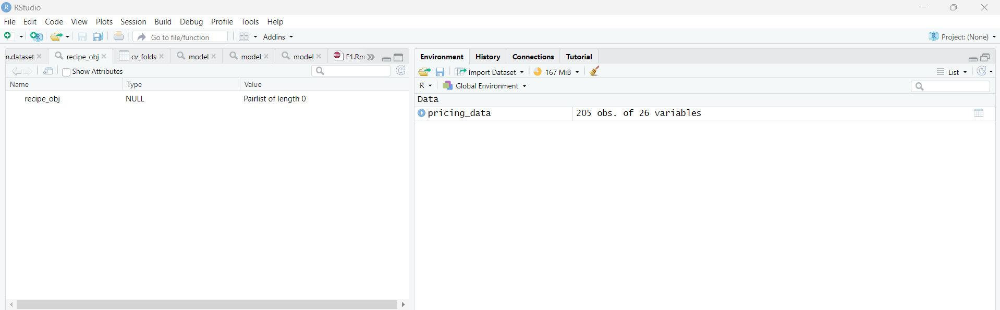 RStudio
File Edit Code View Plots Session Build Debug Profile Tools Help
Go to file/function Addins Project: (None)
n.dataset recipe_obj cv_folds model model model F1.Rm
Show Attributes
Name Type Value
recipe_obj NULL Pairlist of length 0
Environment History Connections Tutorial
Import Dataset 167 MiB List
R Global Environment
Data
pricing_data 205 obs. of 26 variables